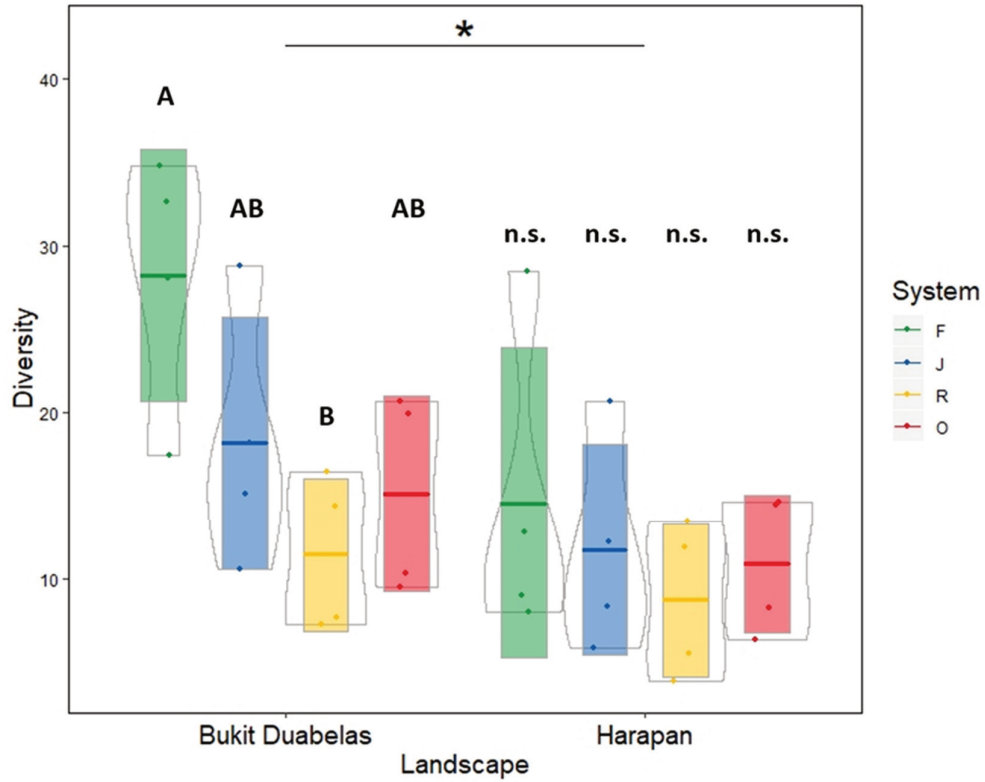 *
A
AB
AB
B
n.s.
n.s.
n.s.
n.s.
40
30
20
10
Diversity
Bukit Duabelas
Harapan
Landscape
System
F
J
R
O